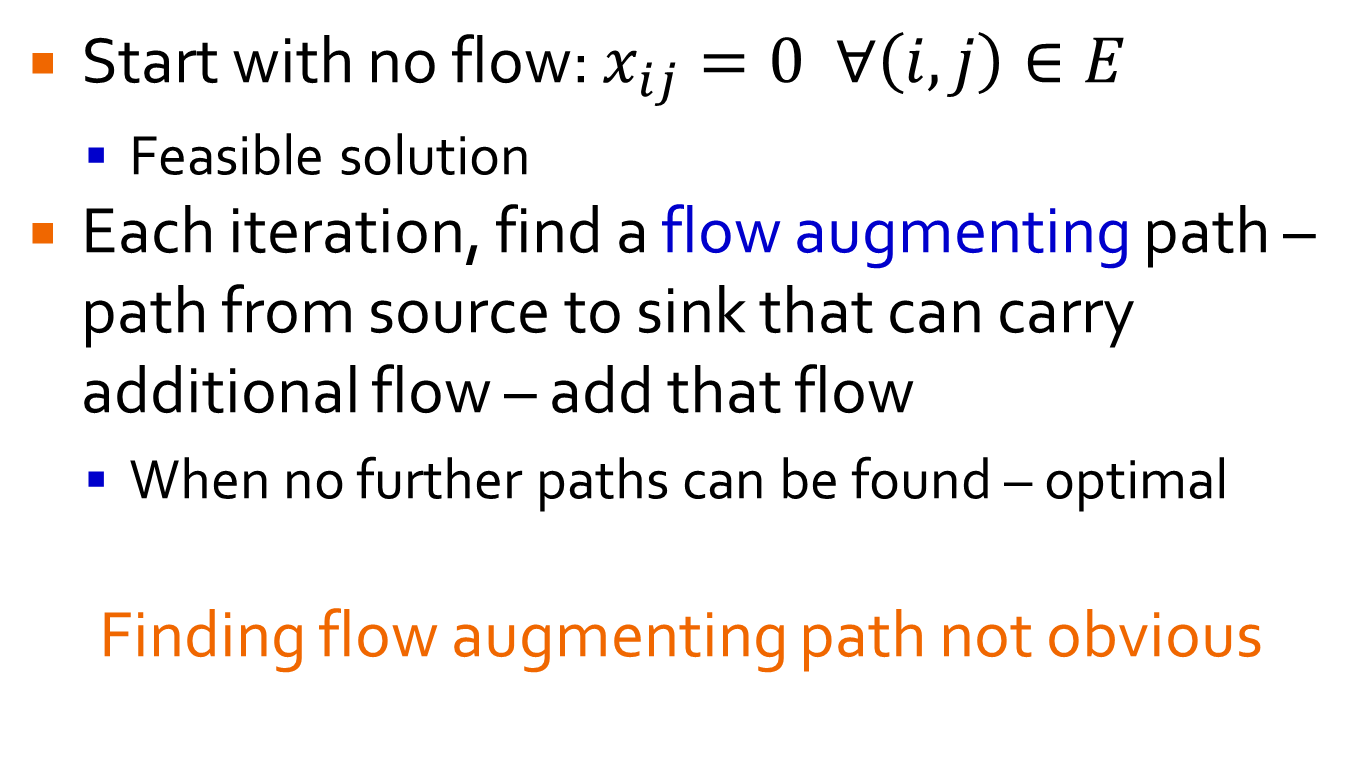 Start with no flow: 𝑥𝑖𝑗 = 0 ∀(𝑖, 𝑗) ∈ 𝐸
Feasible solution
Each iteration, find a flow augmenting path –
path from source to sink that can carry
additional flow – add that flow
When no further paths can be found – optimal
Finding flow augmenting path not obvious